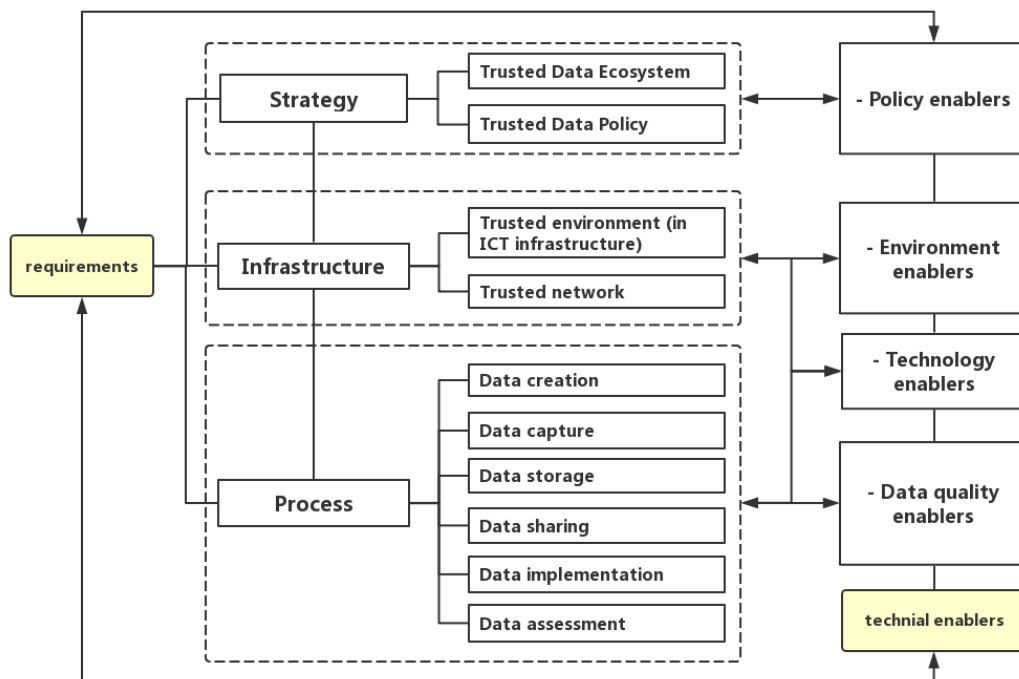 Strategy
Trusted Data Ecosystem
Trusted Data Policy
- Policy enablers
requirements
Infrastructure
Trusted environment (in
ICT infrastructure)
Trusted network
- Environment
enablers
- Technology
enablers
Process
Data creation
Data capture
Data storage
Data sharing
Data implementation
Data assessment
- Data quality
enablers
technial enablers